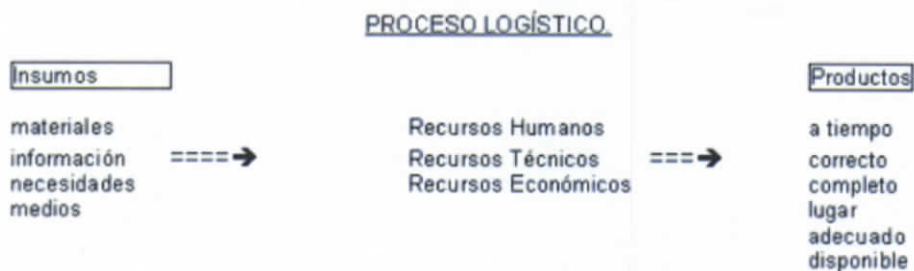 PROCESO LOGÍSTICO.
Insumos
materiales
información ====➔
necesidades
medios
Recursos Humanos
Recursos Técnicos ===➔
Recursos Económicos
Productos
a tiempo
correcto
completo
lugar
adecuado
disponible